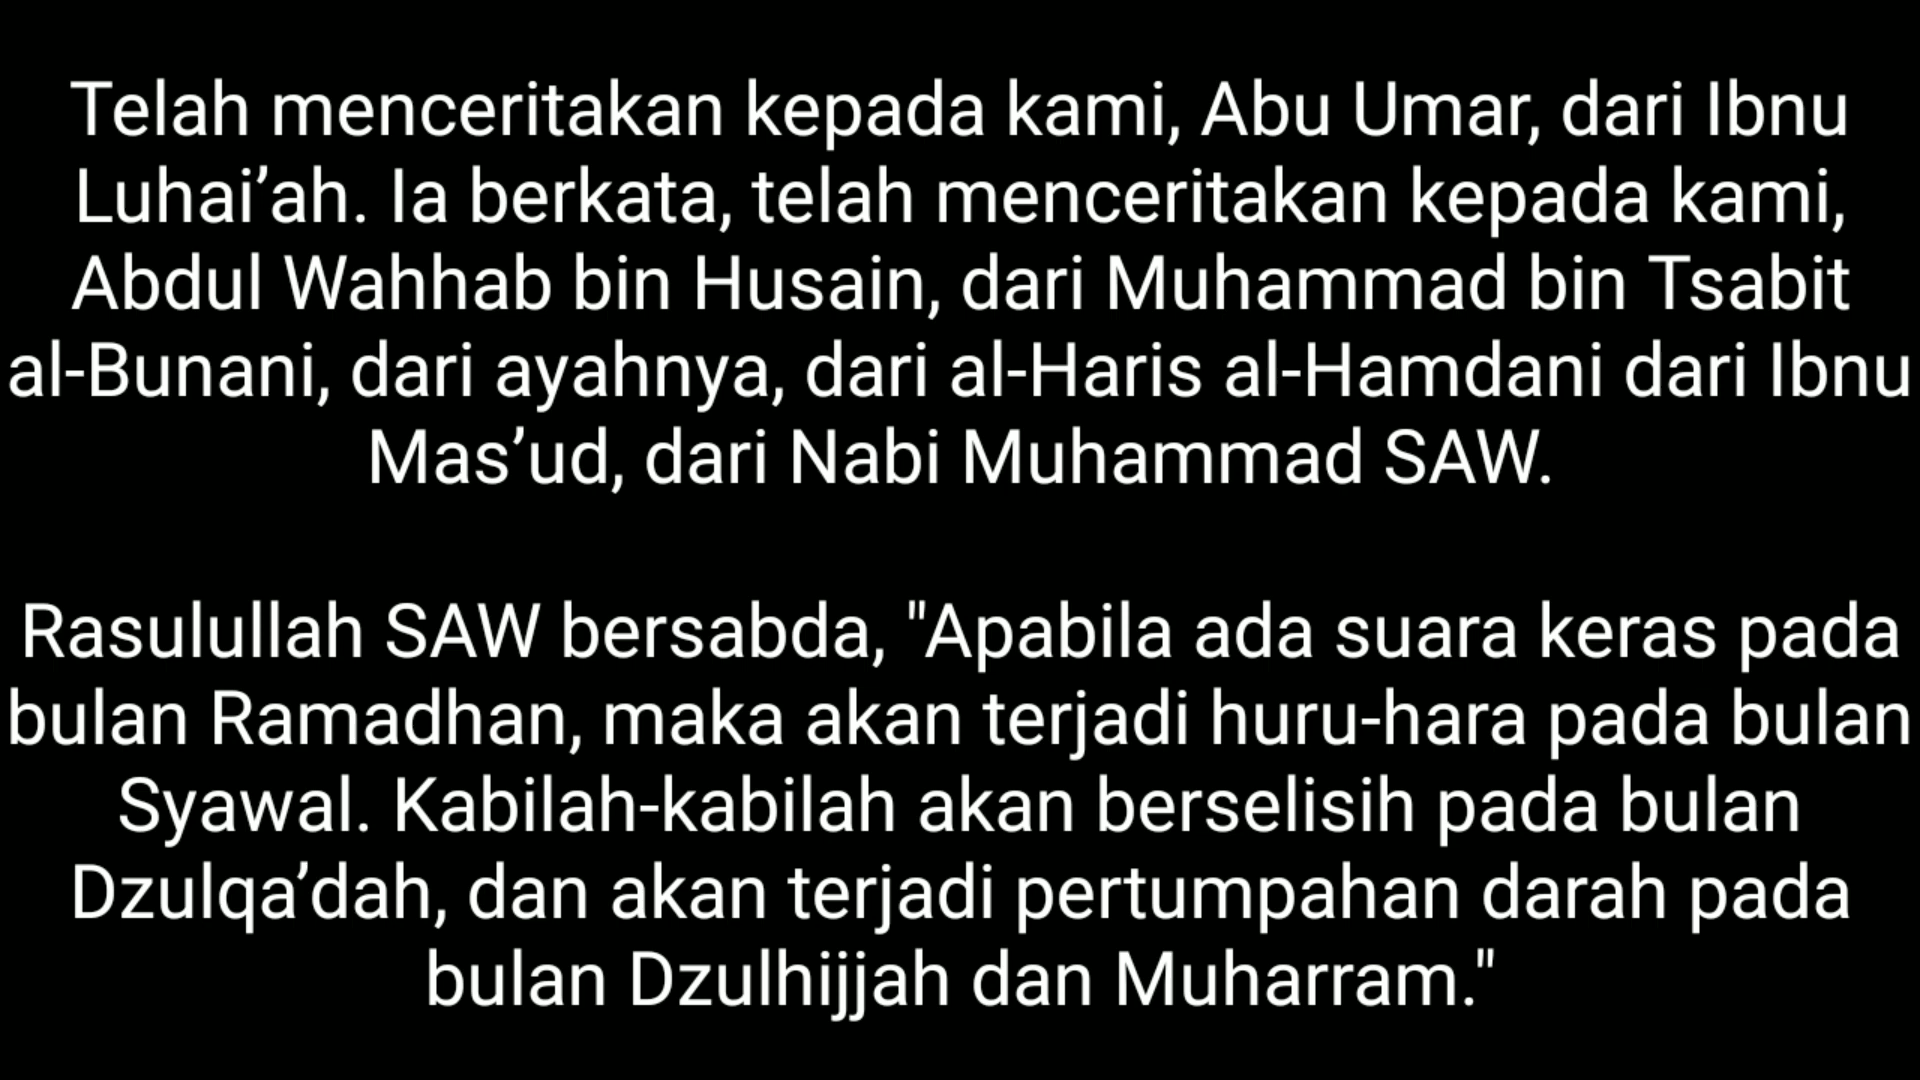 Telah menceritakan kepada kami, Abu Umar, dari Ibnu
Luhai’ah. Ia berkata, telah menceritakan kepada kami,
Abdul Wahhab bin Husain, dari Muhammad bin Tsabit
al-Bunani, dari ayahnya, dari al-Haris al-Hamdani dari Ibnu
Mas’ud, dari Nabi Muhammad SAW.
Rasulullah SAW bersabda, "Apabila ada suara keras pada
bulan Ramadhan, maka akan terjadi huru-hara pada bulan
Syawal. Kabilah-kabilah akan berselisih pada bulan
Dzulqa’dah, dan akan terjadi pertumpahan darah pada
bulan Dzulhijjah dan Muharram."